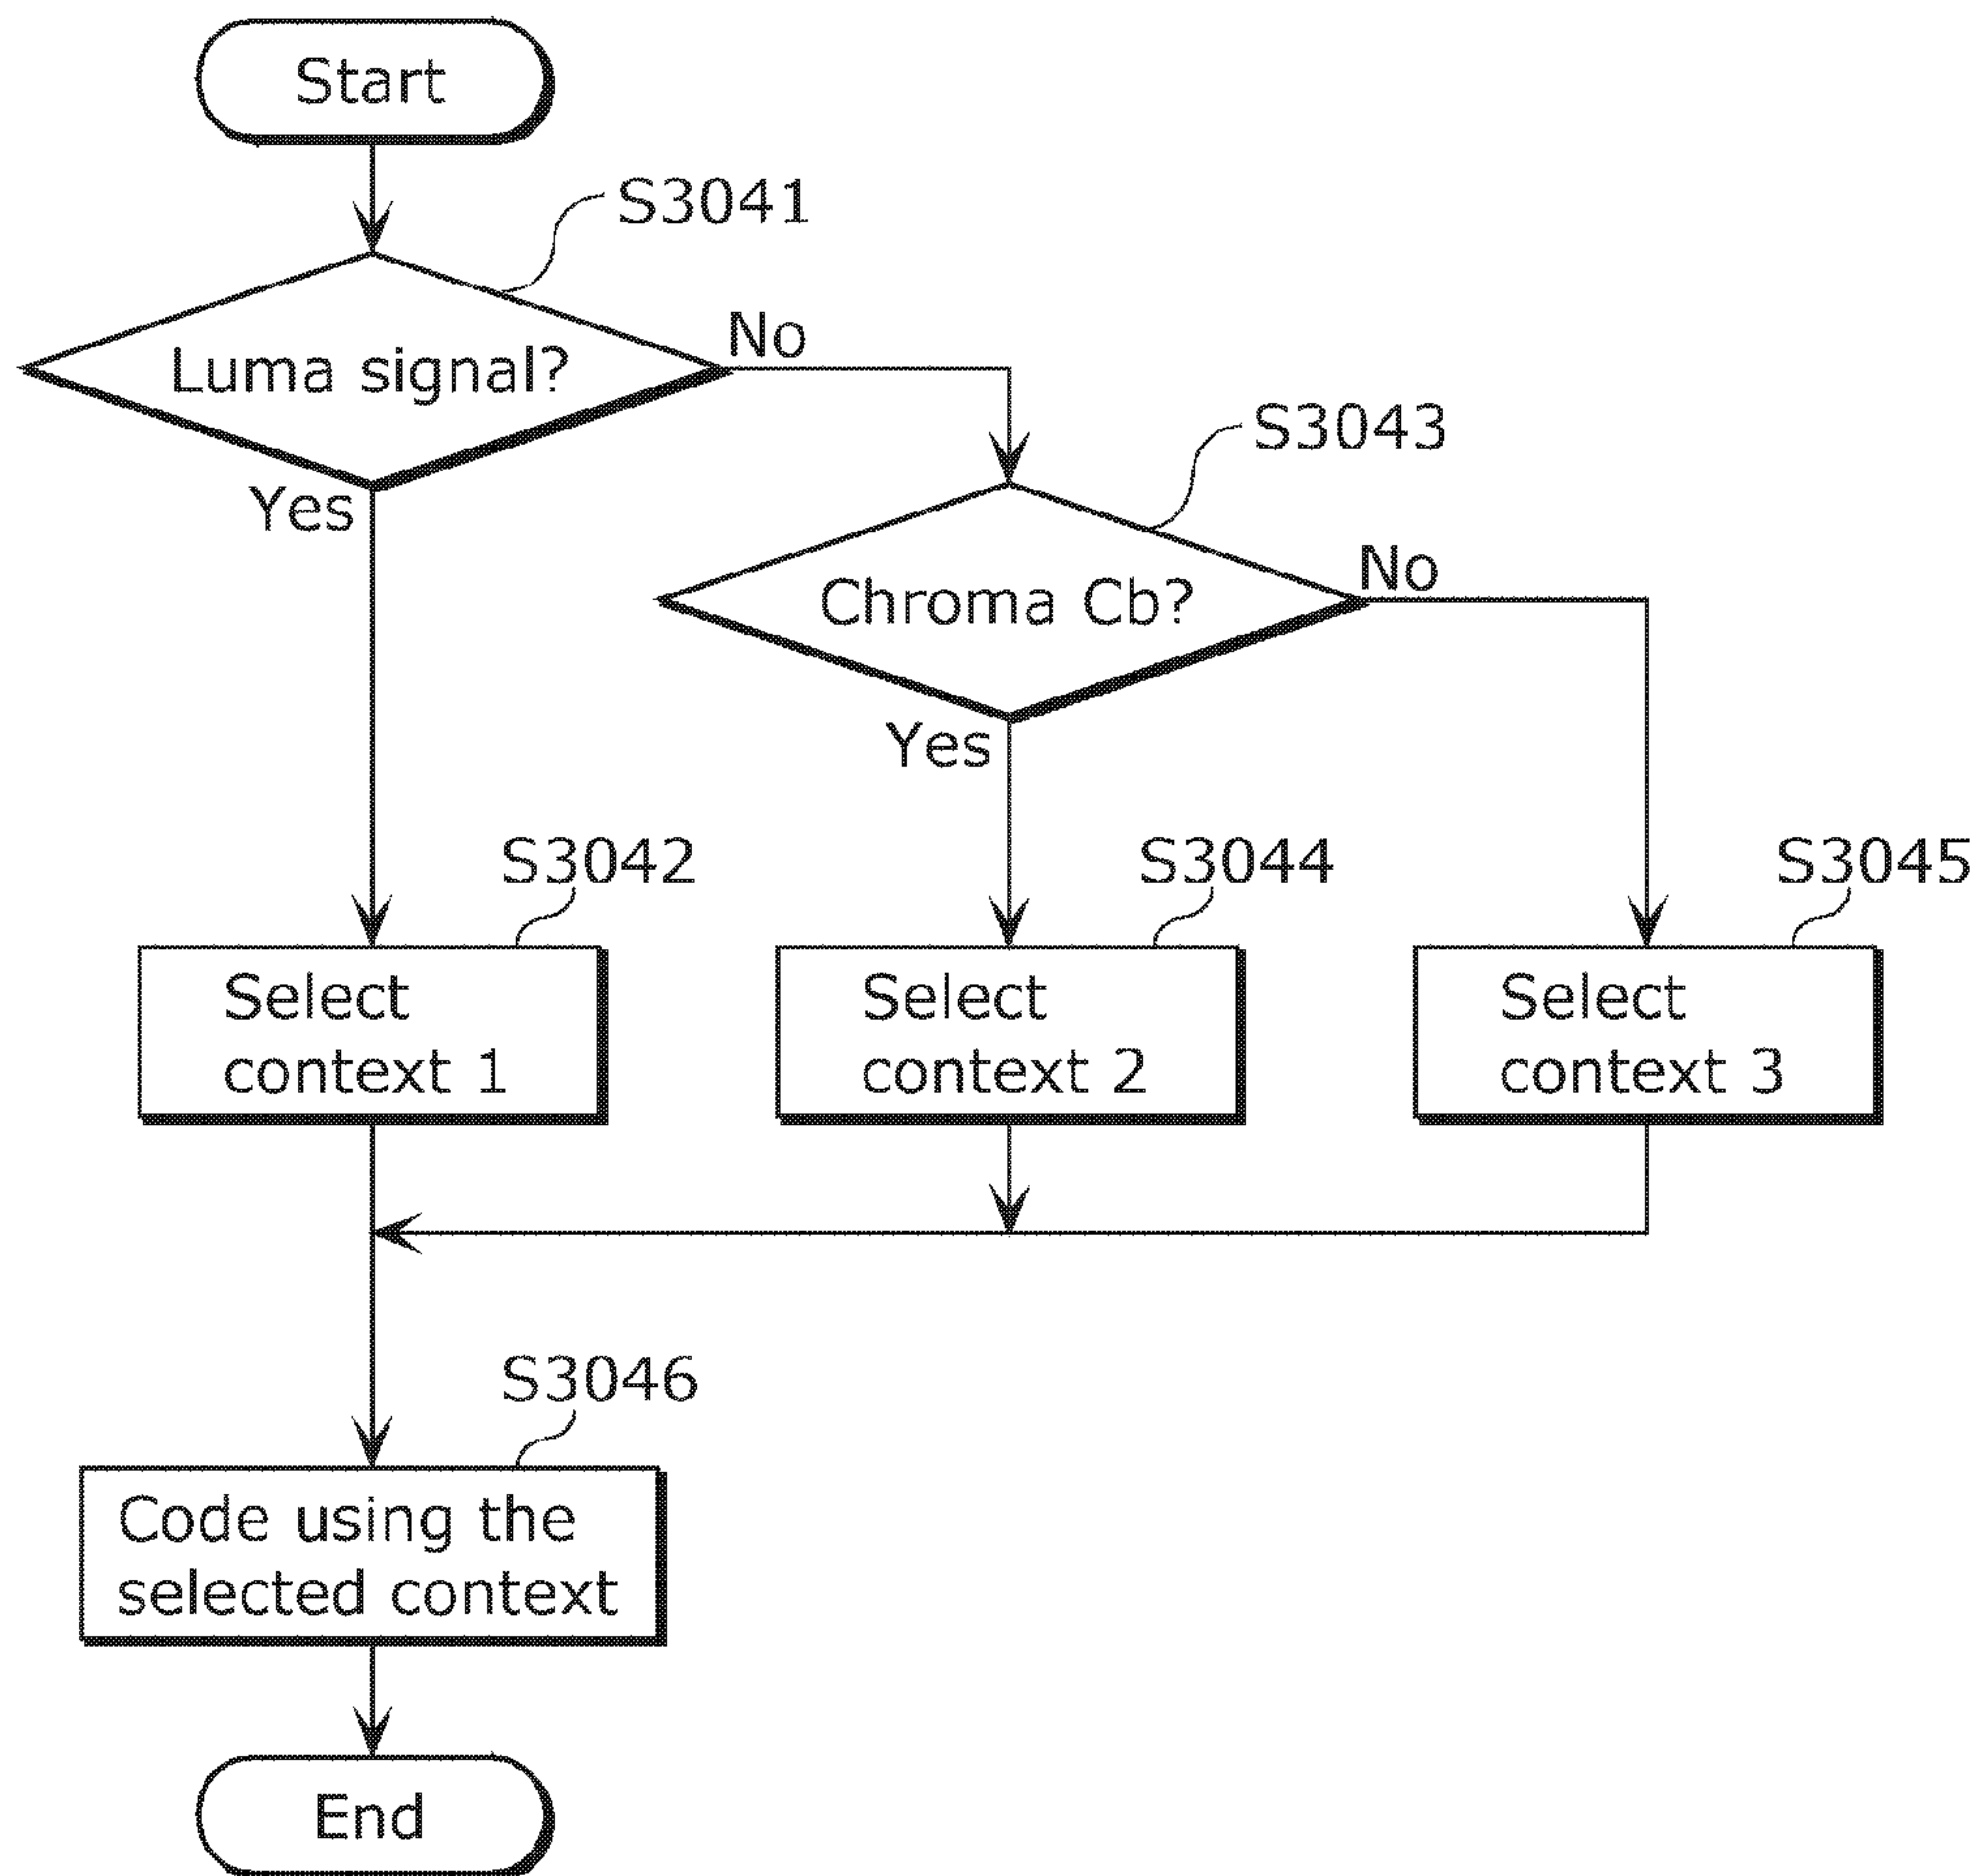 Start
S3041
Luma signal?
No
Yes
S3043
Chroma Cb?
No
Yes
S3042
Select
context 1
S3044
Select
context 2
S3045
Select
context 3
S3046
Code using the
selected context
End